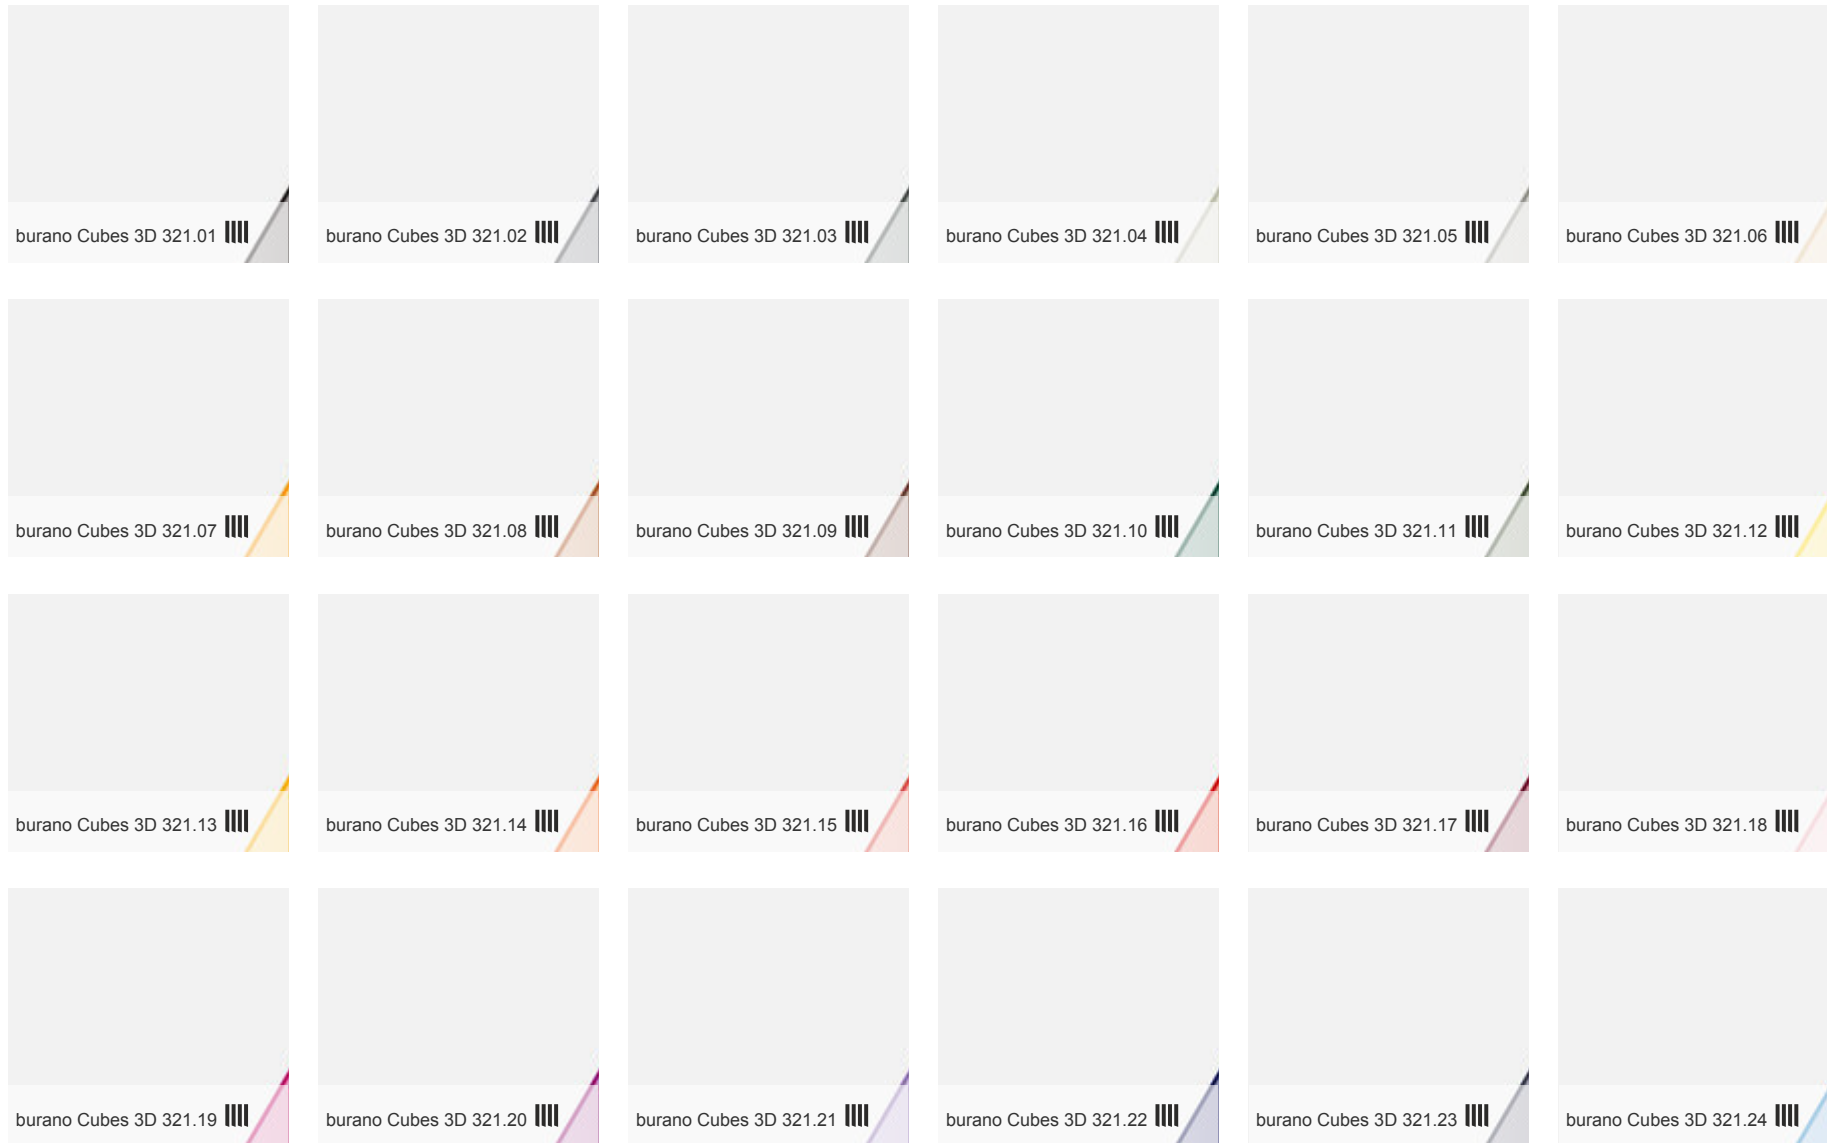 burano Cubes 3D 321.01
burano Cubes 3D 321.02
burano Cubes 3D 321.03
burano Cubes 3D 321.04
burano Cubes 3D 321.05
burano Cubes 3D 321.06
burano Cubes 3D 321.07
burano Cubes 3D 321.08
burano Cubes 3D 321.09
burano Cubes 3D 321.10
burano Cubes 3D 321.11
burano Cubes 3D 321.12
burano Cubes 3D 321.13
burano Cubes 3D 321.14
burano Cubes 3D 321.15
burano Cubes 3D 321.16
burano Cubes 3D 321.17
burano Cubes 3D 321.18
burano Cubes 3D 321.19
burano Cubes 3D 321.20
burano Cubes 3D 321.21
burano Cubes 3D 321.22
burano Cubes 3D 321.23
burano Cubes 3D 321.24